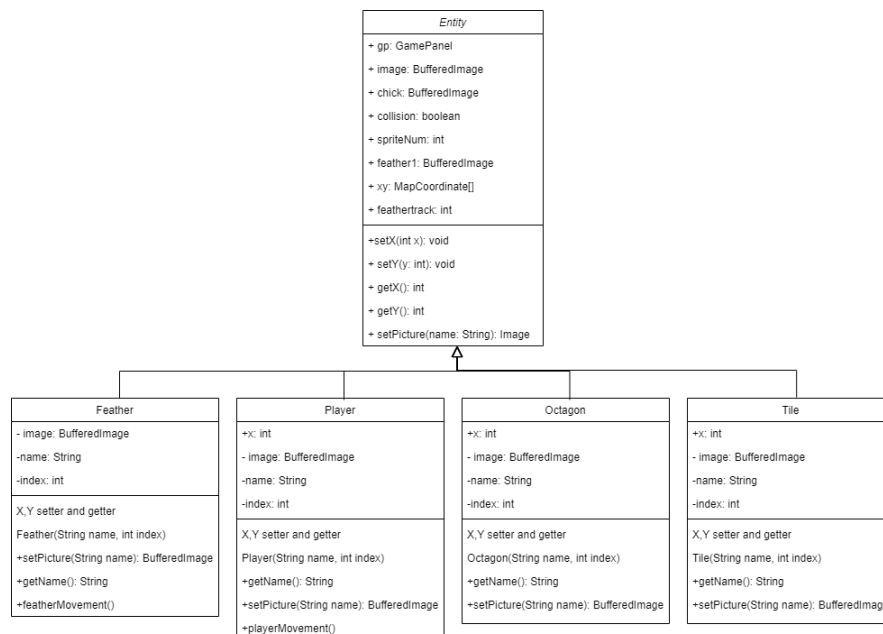 Entity
+ gp: GamePanel
+ image: BufferedImage
+ chick: BufferedImage
+ collision: boolean
+ spriteNum: int
+ feather1: BufferedImage
+ xy: MapCoordinate[]
+ feathertrack: int
+setX(int x): void
+ setY(y: int): void
+ getX(): int
+ getY(): int
+ setPicture(name: String): Image
Feather
- image: BufferedImage
-name: String
-index: int
X,Y setter and getter
Feather(String name, int index)
+setPicture(String name): BufferedImage
+getName(): String
+featherMovement()
Player
+x: int
- image: BufferedImage
-name: String
-index: int
X,Y setter and getter
Player(String name, int index)
+getName(): String
+setPicture(String name): BufferedImage
+playerMovement()
Octagon
+x: int
- image: BufferedImage
-name: String
-index: int
X,Y setter and getter
Octagon(String name, int index)
+getName(): String
+setPicture(String name): BufferedImage
Tile
+x: int
- image: BufferedImage
-name: String
-index: int
X,Y setter and getter
Tile(String name, int index)
+getName(): String
+setPicture(String name): BufferedImage